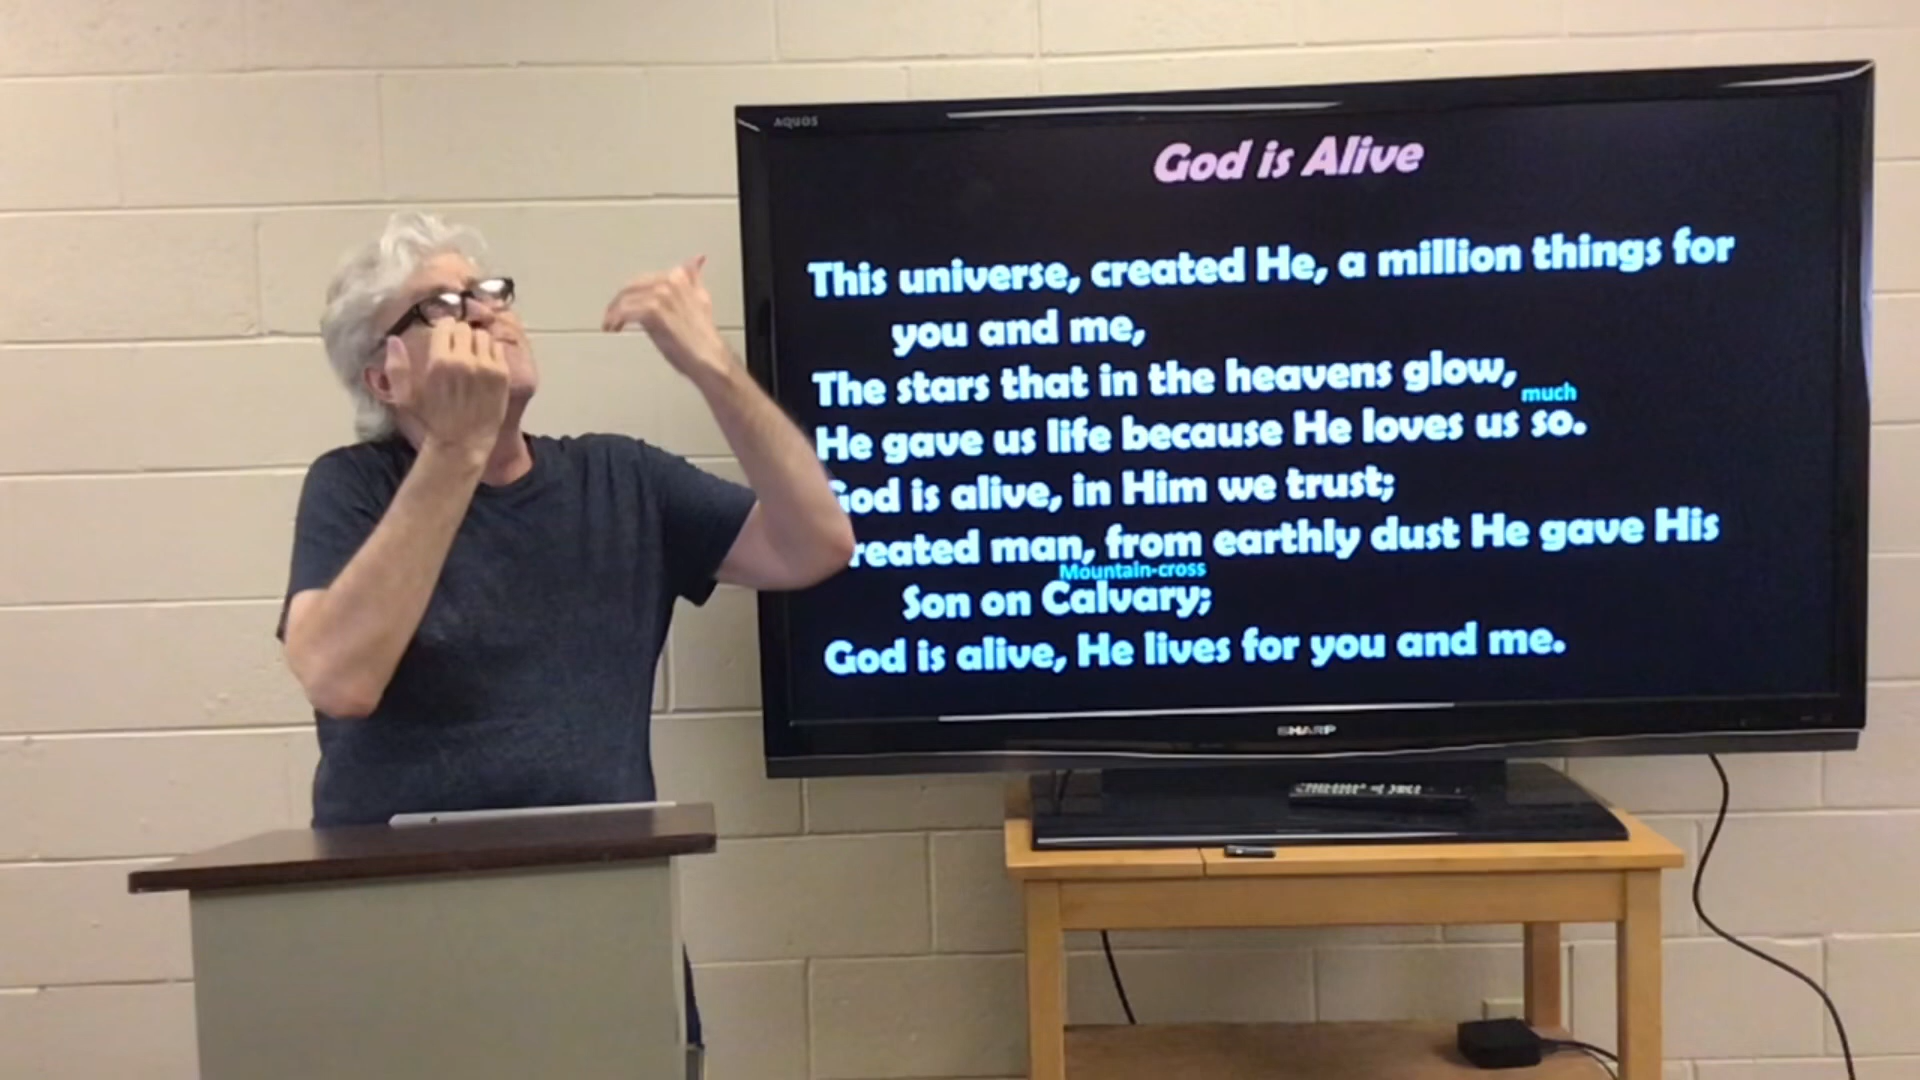 AQUOS
God is Alive
This universe, created He, a million things for
you and me,
The stars that in the heavens glow,
much
He gave us life because He loves us so.
God is alive, in Him we trust;
reated man, from earthly dust He gave His
Mountain-cross
Son on Calvary;
God is alive, He lives for you and me.
SHARP